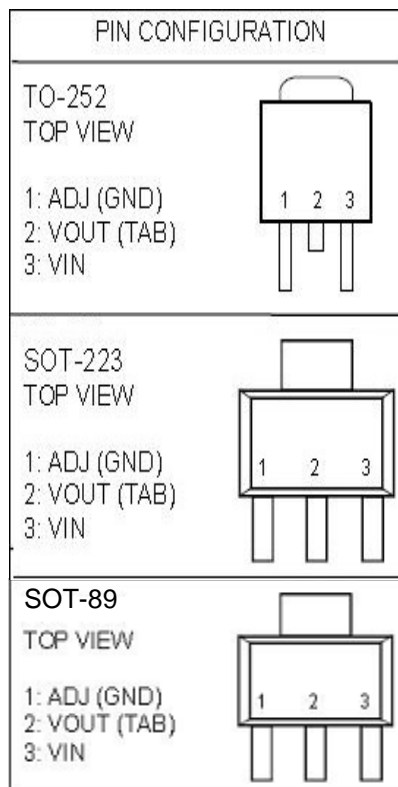 PIN CONFIGURATION
TO-252
TOP VIEW
1: ADJ (GND)
2: VOUT (TAB)
3: VIN
1 2 3
SOT-223
TOP VIEW
1: ADJ (GND)
2: VOUT (TAB)
3: VIN
1 2 3
SOT-89
TOP VIEW
1: ADJ (GND)
2: VOUT (TAB)
3: VIN
1 2 3